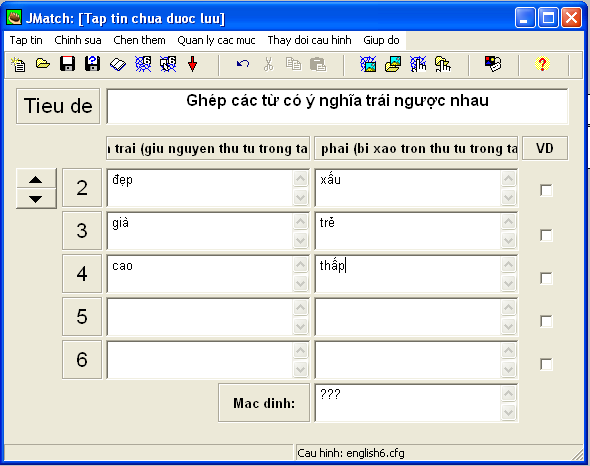 JMatch: [Tap tin chua duoc luu]
Tap tin Chinh sua Chen them Quan ly cac muc Thay doi cau hinh Giup do
Tieu de
Ghép các từ có ý nghĩa trái ngược nhau
trai (giu nguyen thu tu trong ta
phai (bi xao tron thu tu trong ta
VD
2 đẹp xấu
3 già trẻ
4 cao thấp
5
6
Mac dinh: ???
Cau hinh: english6.cfg